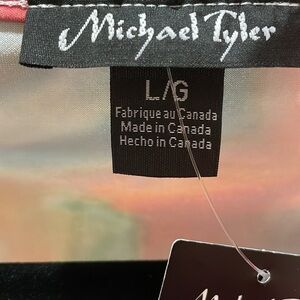 Michael Tyler
L/G
Fabrique au Canada
Made in Canada
Hecho in Canada